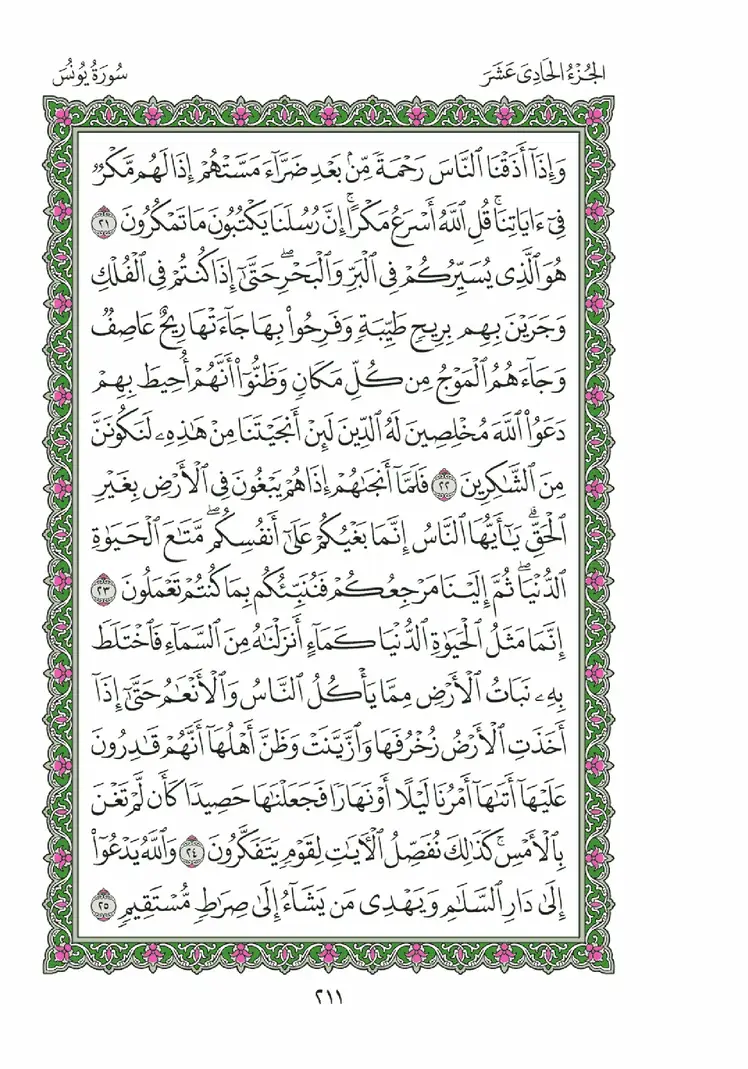 الجُزْءُ الحَادِى عَشَرَ
سُورَةُ يُونُسَ
وَإِذَآ أَذَقْنَا ٱلنَّاسَ رَحْمَةً مِّنۢ بَعْدِ ضَرَّآءَ مَسَّتْهُمْ إِذَا لَهُم مَّكْرٌ
فِىٓ ءَايَاتِنَا ۚ قُلِ ٱللَّهُ أَسْرَعُ مَكْرًا ۚ إِنَّ رُسُلَنَا يَكْتُبُونَ مَا تَمْكُرُونَ ٢١
هُوَ ٱلَّذِى يُسَيِّرُكُمْ فِى ٱلْبَرِّ وَٱلْبَحْرِ ۖ حَتَّىٰٓ إِذَا كُنتُمْ فِى ٱلْفُلْكِ
وَجَرَيْنَ بِهِم بِرِيحٍ طَيِّبَةٍ وَفَرِحُوا۟ بِهَا جَآءَتْهَا رِيحٌ عَاصِفٌ
وَجَآءَهُمُ ٱلْمَوْجُ مِن كُلِّ مَكَانٍ وَظَنُّوٓا۟ أَنَّهُمْ أُحِيطَ بِهِمْ
دَعَوُا۟ ٱللَّهَ مُخْلِصِينَ لَهُ ٱلدِّينَ لَئِنْ أَنجَيْتَنَا مِنْ هَٰذِهِۦ لَنَكُونَنَّ
مِنَ ٱلشَّٰكِرِينَ ٢٢ فَلَمَّآ أَنجَىٰهُمْ إِذَا هُمْ يَبْغُونَ فِى ٱلْأَرْضِ بِغَيْرِ
ٱلْحَقِّ ۗ يَٰٓأَيُّهَا ٱلنَّاسُ إِنَّمَا بَغْيُكُمْ عَلَىٰٓ أَنفُسِكُم ۖ مَّتَٰعَ ٱلْحَيَوٰةِ
ٱلدُّنْيَا ۖ ثُمَّ إِلَيْنَا مَرْجِعُكُمْ فَنُنَبِّئُكُم بِمَا كُنتُمْ تَعْمَلُونَ ٢٣
إِنَّمَا مَثَلُ ٱلْحَيَوٰةِ ٱلدُّنْيَا كَمَآءٍ أَنزَلْنَٰهُ مِنَ ٱلسَّمَآءِ فَٱخْتَلَطَ
بِهِۦ نَبَاتُ ٱلْأَرْضِ مِمَّا يَأْكُلُ ٱلنَّاسُ وَٱلْأَنْعَٰمُ حَتَّىٰٓ إِذَآ
أَخَذَتِ ٱلْأَرْضُ زُخْرُفَهَا وَٱزَّيَّنَتْ وَظَنَّ أَهْلُهَآ أَنَّهُمْ قَٰدِرُونَ
عَلَيْهَآ أَتَىٰهَآ أَمْرُنَا لَيْلًا أَوْ نَهَارًا فَجَعَلْنَٰهَا حَصِيدًا كَأَن لَّمْ تَغْنَ
بِٱلْأَمْسِ ۚ كَذَٰلِكَ نُفَصِّلُ ٱلْءَايَٰتِ لِقَوْمٍ يَتَفَكَّرُونَ ٢٤ وَٱللَّهُ يَدْعُوٓا۟
إِلَىٰ دَارِ ٱلسَّلَٰمِ وَيَهْدِى مَن يَشَآءُ إِلَىٰ صِرَٰطٍ مُّسْتَقِيمٍ ٢٥
٢١١